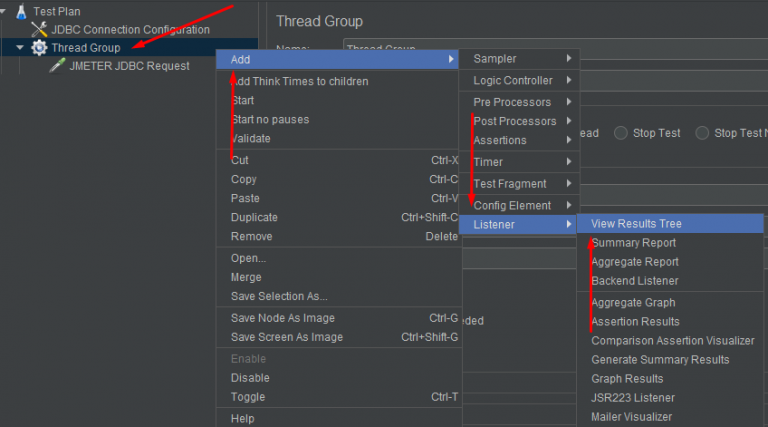 Test Plan
JDBC Connection Configuration
Thread Group
JMETER JDBC Request
Thread Group
Name: Thread Group
Add
Add Think Times to children
Start
Start no pauses
Validate
Cut Ctrl-X
Copy Ctrl-C
Paste Ctrl-V
Duplicate Ctrl+Shift-C
Remove Delete
Open...
Merge
Save Selection As...
Save Node As Image Ctrl-G
Save Screen As Image Ctrl+Shift-G
Enable
Disable
Toggle Ctrl-T
Help
Sampler
Logic Controller
Pre Processors
Post Processors
Assertions
Timer
Test Fragment
Config Element
Listener
ead Stop Test Stop Test N
ded
View Results Tree
Summary Report
Aggregate Report
Backend Listener
Aggregate Graph
Assertion Results
Comparison Assertion Visualizer
Generate Summary Results
Graph Results
JSR223 Listener
Mailer Visualizer